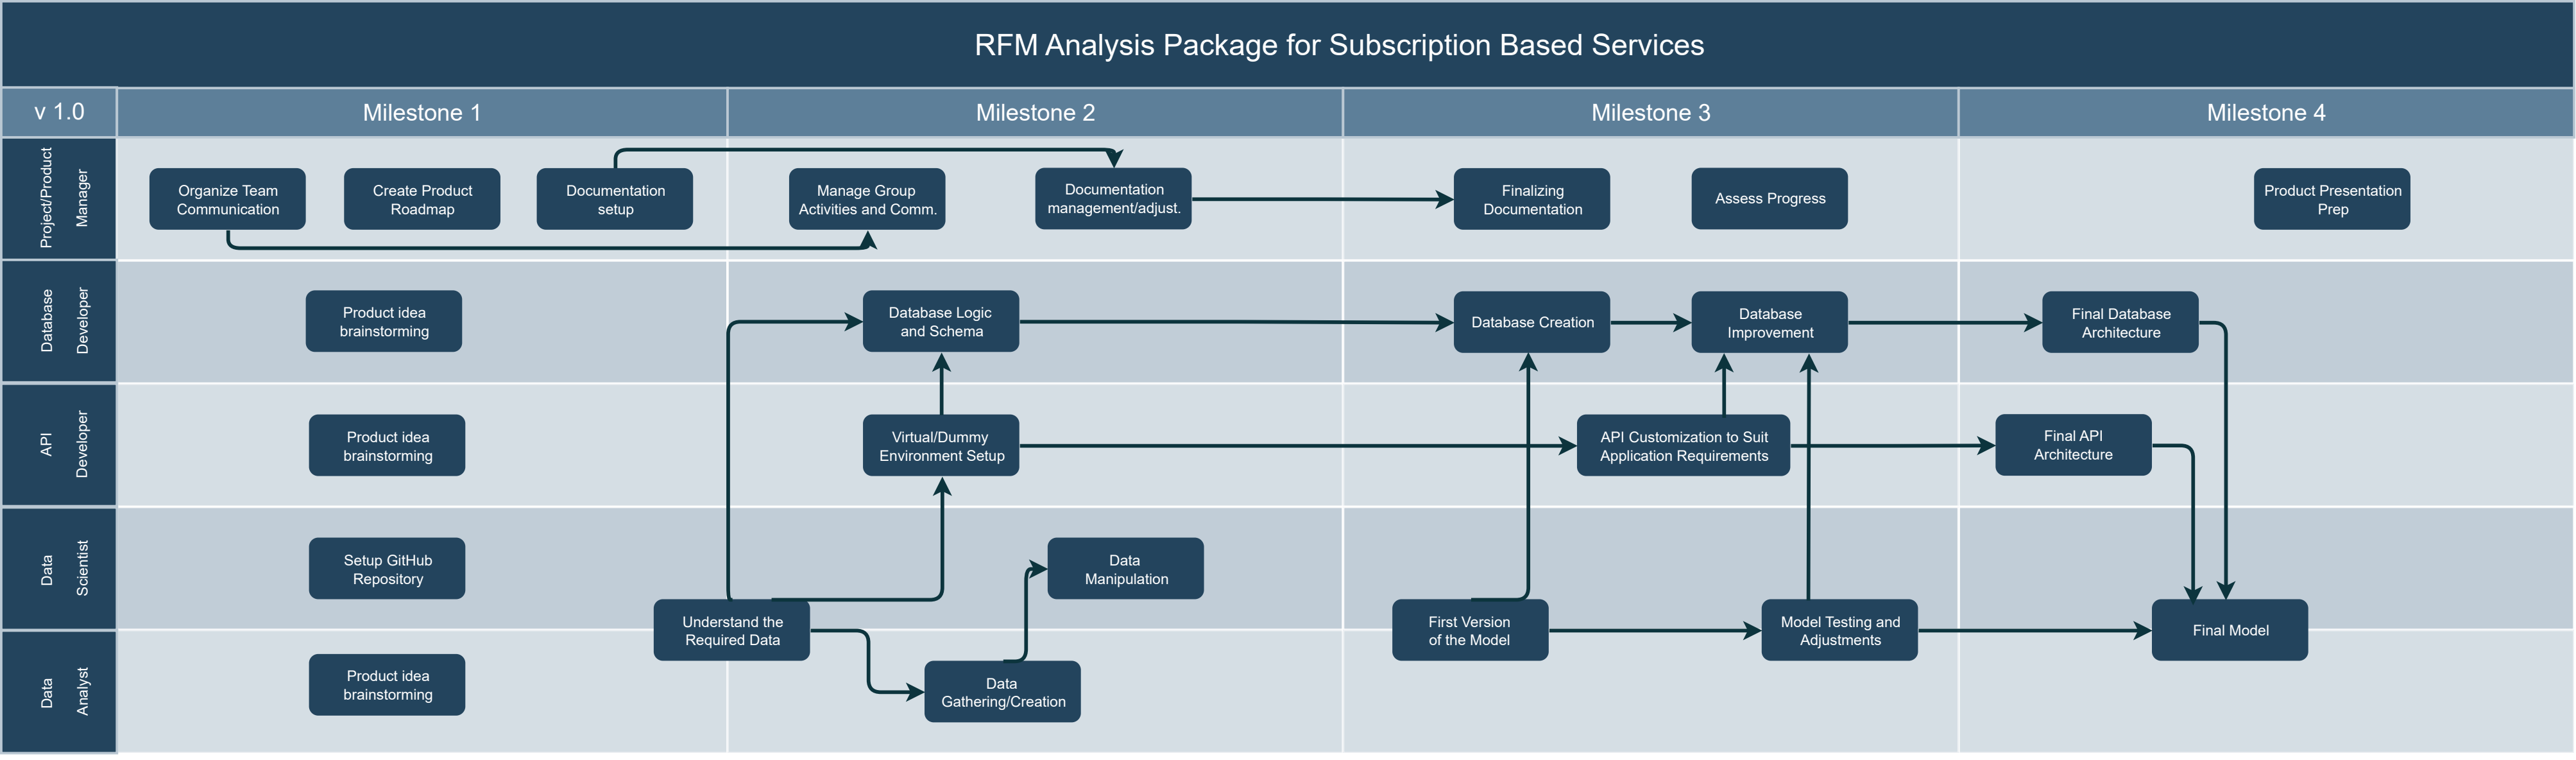 RFM Analysis Package for Subscription Based Services
v 1.0
Milestone 1
Milestone 2
Milestone 3
Milestone 4
Project/Product
Manager
Organize Team
Communication
Create Product
Roadmap
Documentation
setup
Manage Group
Activities and Comm.
Documentation
management/adjust.
Finalizing
Documentation
Assess Progress
Product Presentation
Prep
Database
Developer
Product idea
brainstorming
Database Logic
and Schema
Database Creation
Database
Improvement
Final Database
Architecture
API
Developer
Product idea
brainstorming
Virtual/Dummy
Environment Setup
API Customization to Suit
Application Requirements
Final API
Architecture
Data
Scientist
Setup GitHub
Repository
Data
Manipulation
Understand the
Required Data
First Version
of the Model
Model Testing and
Adjustments
Final Model
Data
Analyst
Product idea
brainstorming
Data
Gathering/Creation